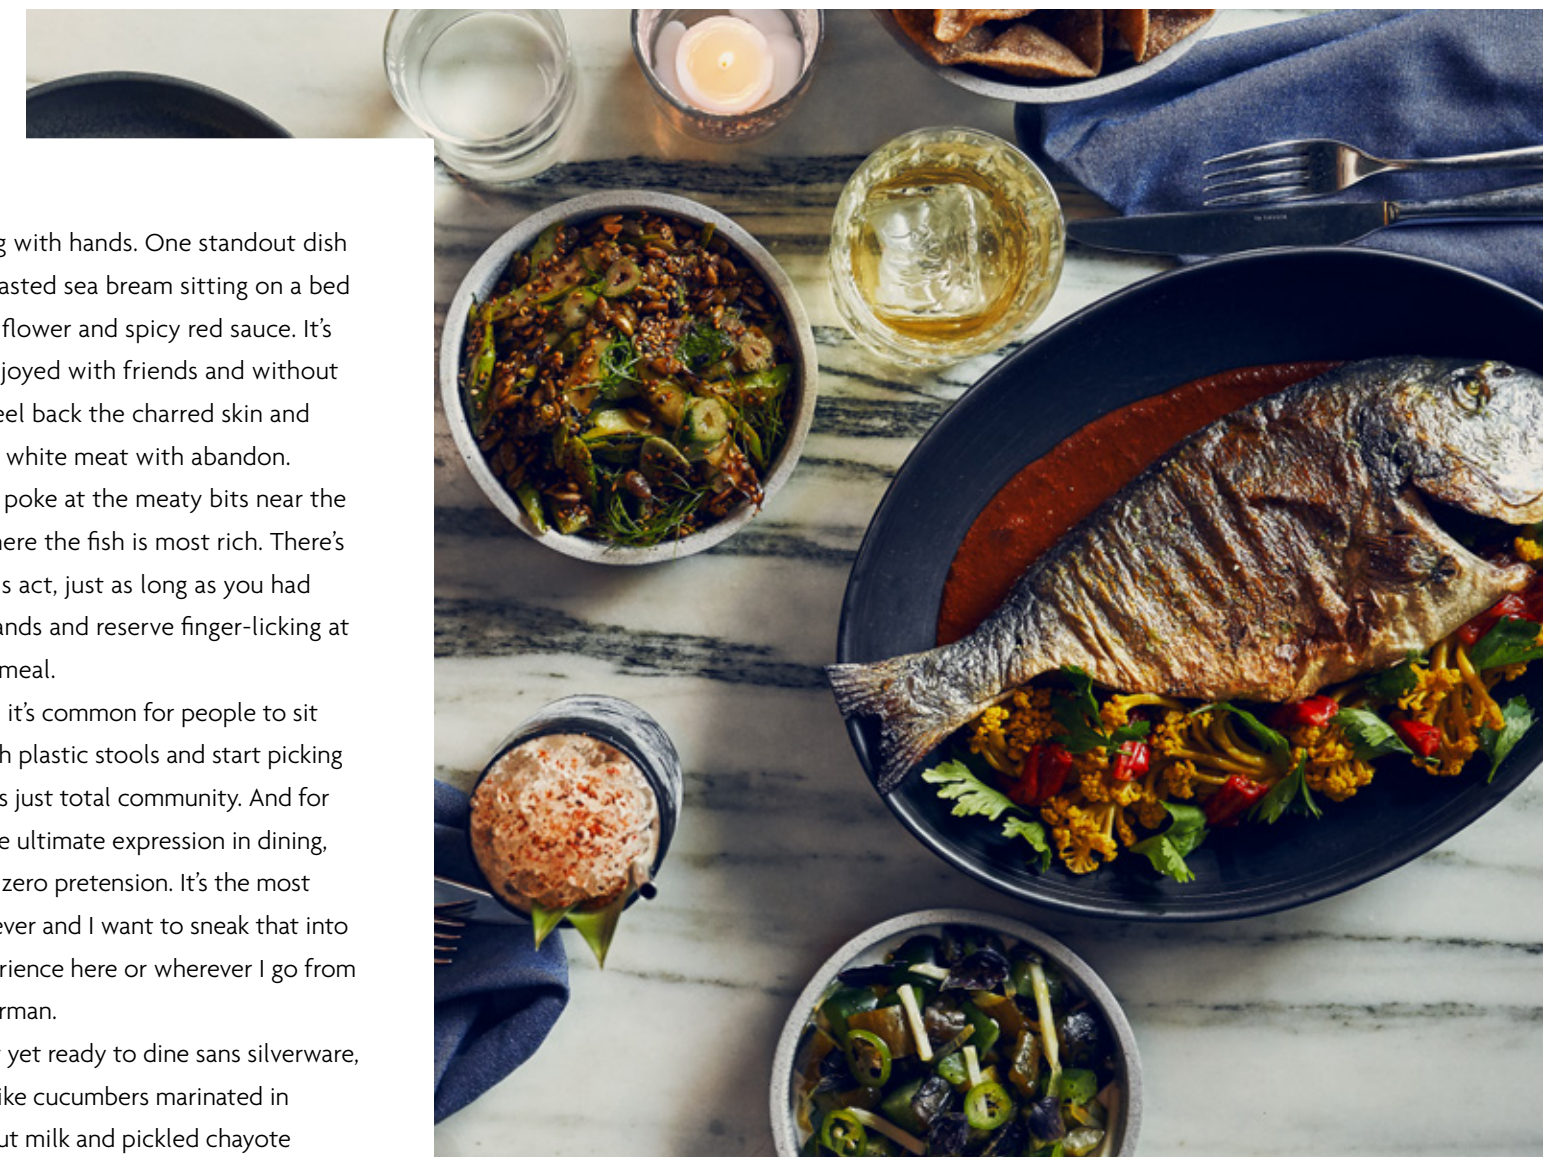 g with hands. One standout dish
asted sea bream sitting on a bed
flower and spicy red sauce. It’s
joyed with friends and without
eel back the charred skin and
white meat with abandon.
poke at the meaty bits near the
here the fish is most rich. There’s
s act, just as long as you had
ands and reserve finger-licking at
meal.
it’s common for people to sit
h plastic stools and start picking
s just total community. And for
e ultimate expression in dining,
zero pretension. It’s the most
ever and I want to sneak that into
rience here or wherever I go from
rman.
yet ready to dine sans silverware,
ike cucumbers marinated in
ut milk and pickled chayote